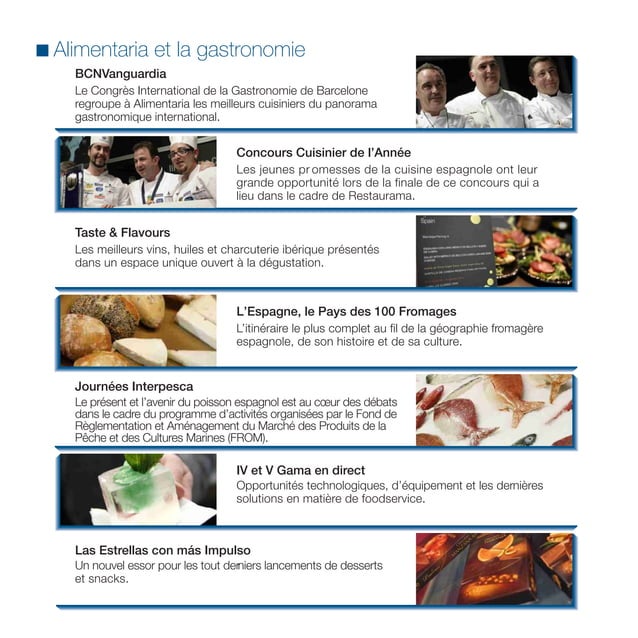 Alimentaria et la gastronomie
BCNVanguardia
Le Congrès International de la Gastronomie de Barcelone
regroupe à Alimentaria les meilleurs cuisiniers du panorama
gastronomique international.
Concours Cuisinier de l'Année
Les jeunes promesses de la cuisine espagnole ont leur
grande opportunité lors de la finale de ce concours qui a
lieu dans le cadre de Restaurama.
Taste & Flavours
Les meilleurs vins, huiles et charcuterie ibérique présentés
dans un espace unique ouvert à la dégustation.
Spain
L'Espagne, le Pays des 100 Fromages
L'itinéraire le plus complet au fil de la géographie fromagère
espagnole, de son histoire et de sa culture.
Journées Interpesca
Le présent et l'avenir du poisson espagnol est au cœur des débats
dans le cadre du programme d'activités organisées par le Fond de
Règlementation et Aménagement du Marché des Produits de la
Pêche et des Cultures Marines (FROM).
IV et V Gama en direct
Opportunités technologiques, d'équipement et les dernières
solutions en matière de foodservice.
Las Estrellas con más Impulso
Un nouvel essor pour les tout derniers lancements de desserts
et snacks.